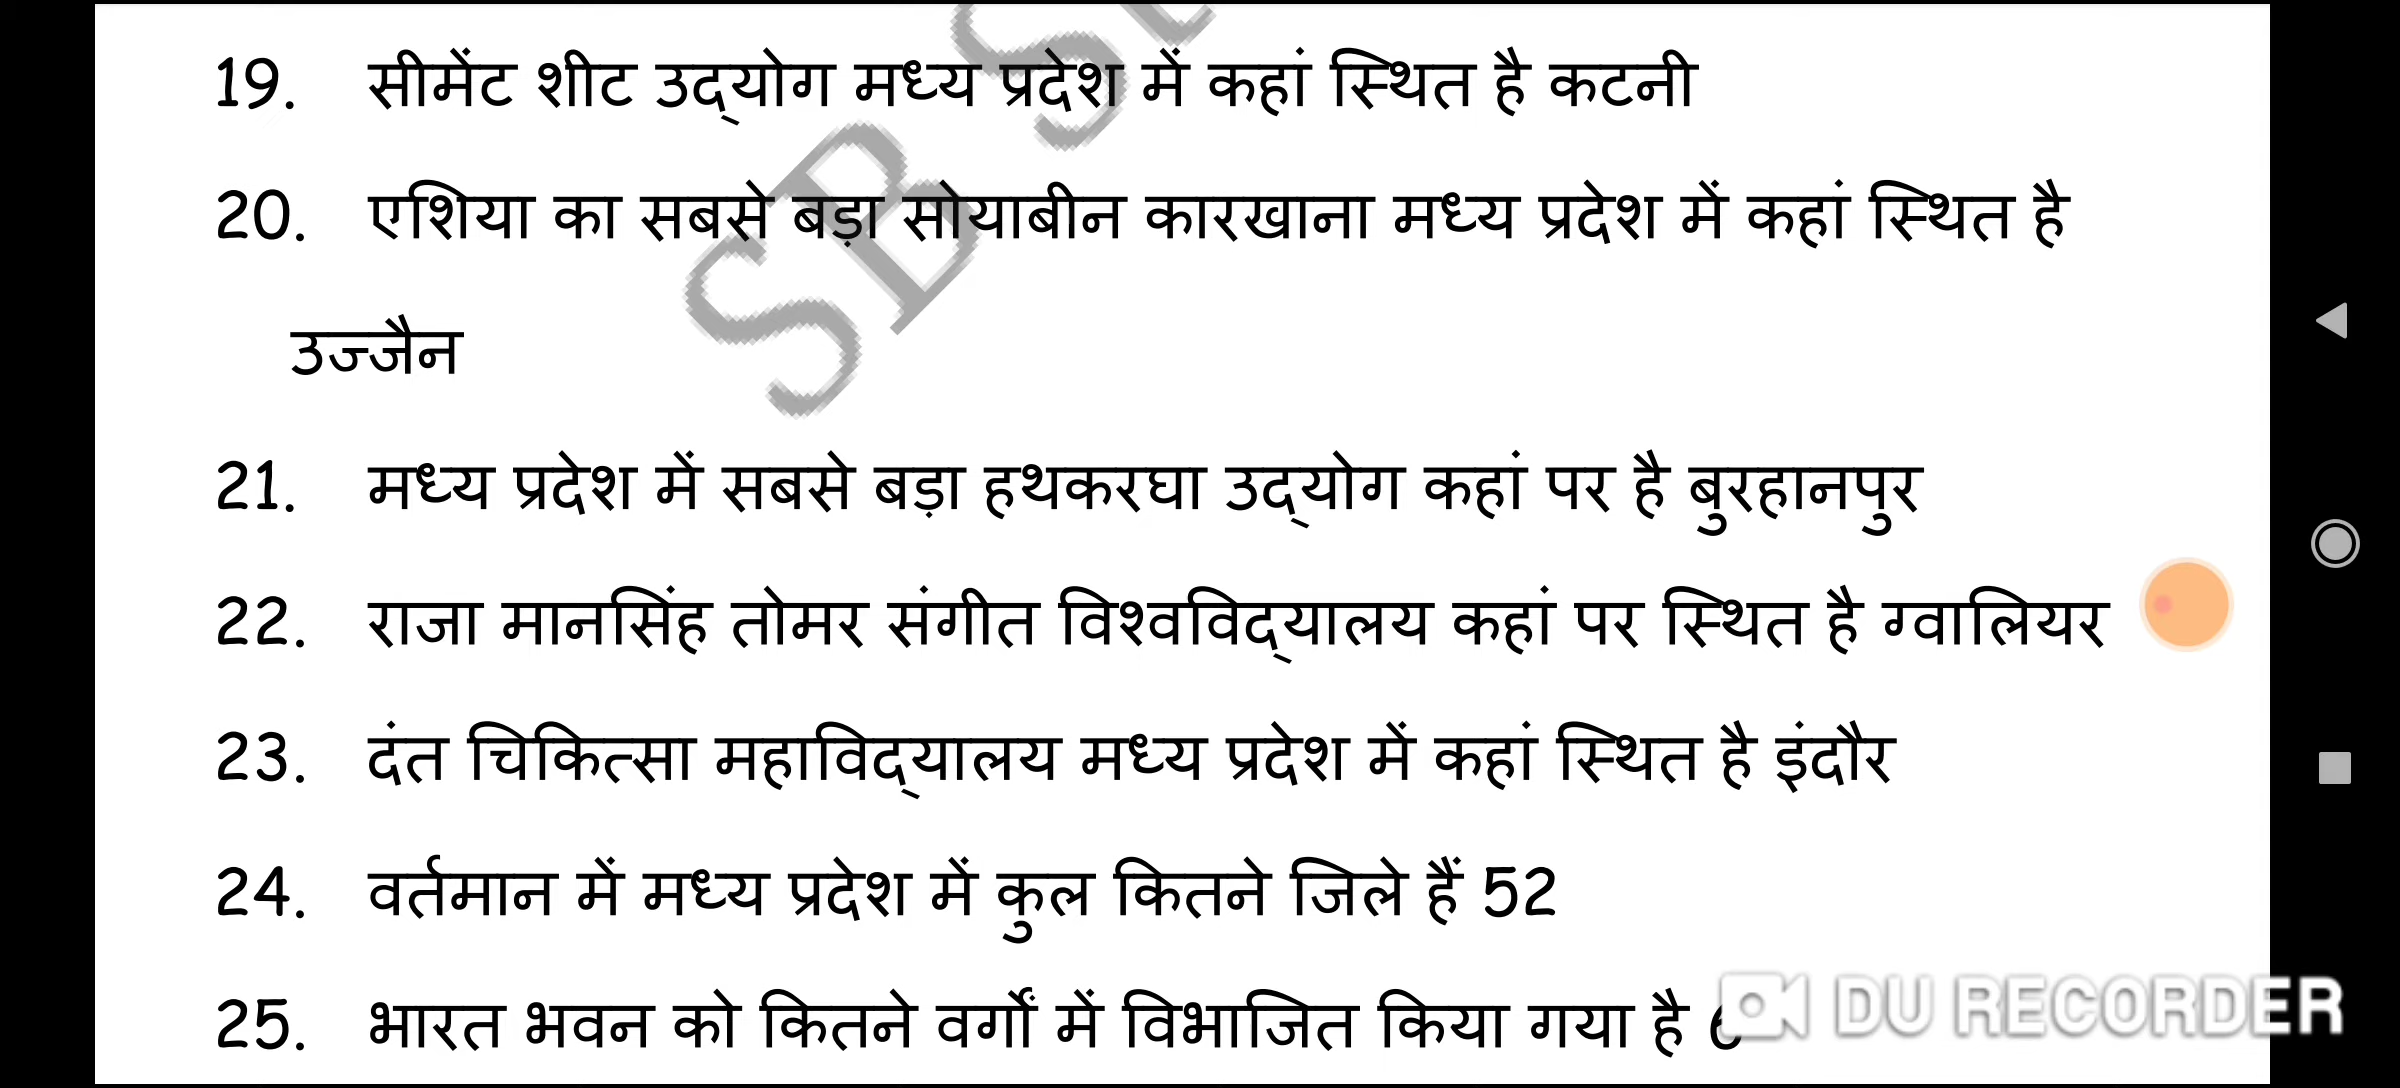 19. सीमेंट शीट उद्योग मध्य प्रदेश में कहां स्थित है कटनी
20. एशिया का सबसे बड़ा सोयाबीन कारखाना मध्य प्रदेश में कहां स्थित है
उज्जैन
21. मध्य प्रदेश में सबसे बड़ा हथकरघा उद्योग कहां पर है बुरहानपुर
22. राजा मानसिंह तोमर संगीत विश्वविद्यालय कहां पर स्थित है ग्वालियर
23. दंत चिकित्सा महाविद्यालय मध्य प्रदेश में कहां स्थित है इंदौर
24. वर्तमान में मध्य प्रदेश में कुल कितने जिले हैं 52
25. भारत भवन को कितने वर्गों में विभाजित किया गया है 6
DU RECORDER
SB